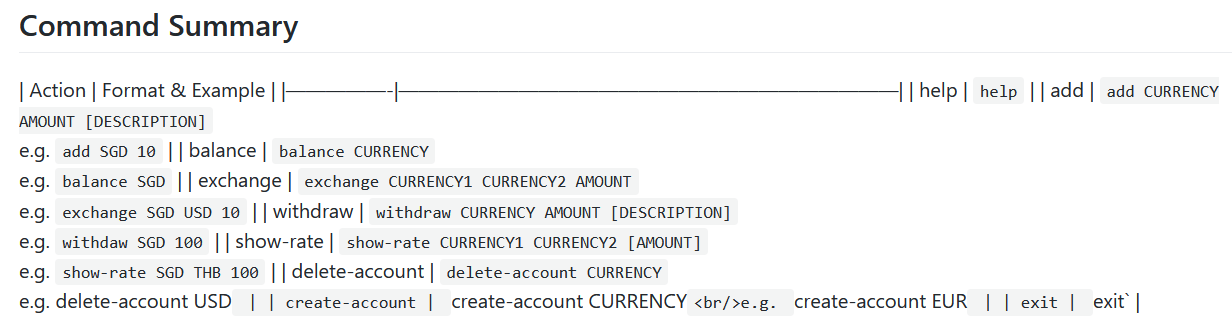 Command Summary
| Action | Format & Example | |——————-|———————————————————————————————| | help | help | | add | add CURRENCY
AMOUNT [DESCRIPTION]
e.g. add SGD 10 | | balance | balance CURRENCY
e.g. balance SGD | | exchange | exchange CURRENCY1 CURRENCY2 AMOUNT
e.g. exchange SGD USD 10 | | withdraw | withdraw CURRENCY AMOUNT [DESCRIPTION]
e.g. withdaw SGD 100 | | show-rate | show-rate CURRENCY1 CURRENCY2 [AMOUNT]
e.g. show-rate SGD THB 100 | | delete-account | delete-account CURRENCY
e.g. delete-account USD | | create-account | create-account CURRENCY <br/>e.g. create-account EUR | | exit | exit` |